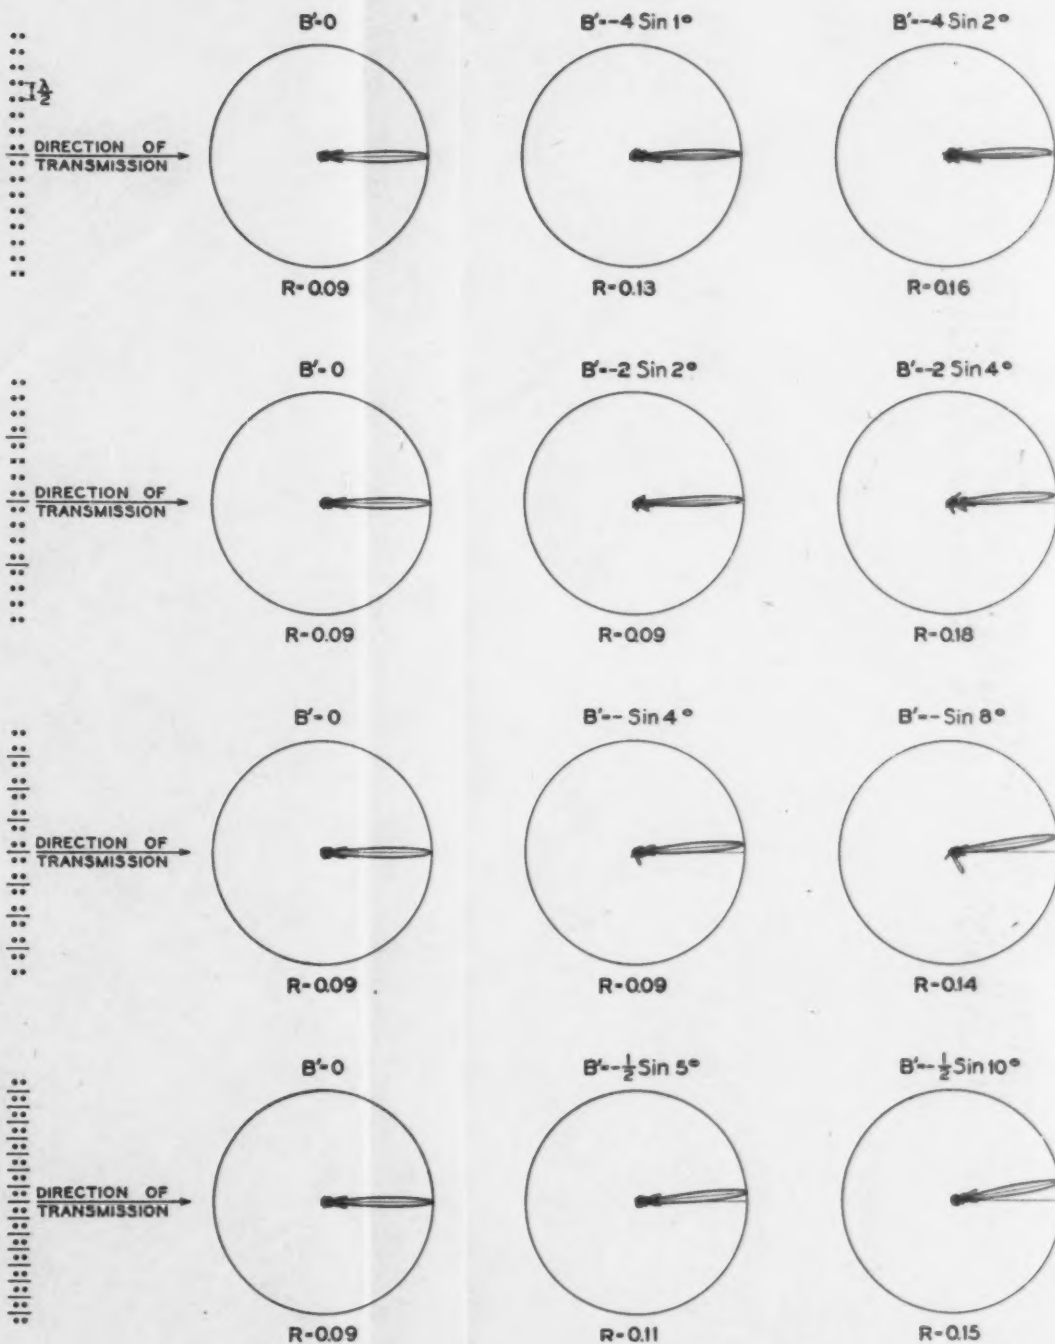 B'=0 B'=-4 Sin 1° B'=-4 Sin 2°
λ/2
DIRECTION OF
TRANSMISSION
R=0.09 R=0.13 R=0.16
B'=0 B'=-2 Sin 2° B'=-2 Sin 4°
DIRECTION OF
TRANSMISSION
R=0.09 R=0.09 R=0.18
B'=0 B'=-Sin 4° B'=-Sin 8°
DIRECTION OF
TRANSMISSION
R=0.09 R=0.09 R=0.14
B'=0 B'=-1/2 Sin 5° B'=-1/2 Sin 10°
DIRECTION OF
TRANSMISSION
R=0.09 R=0.11 R=0.15